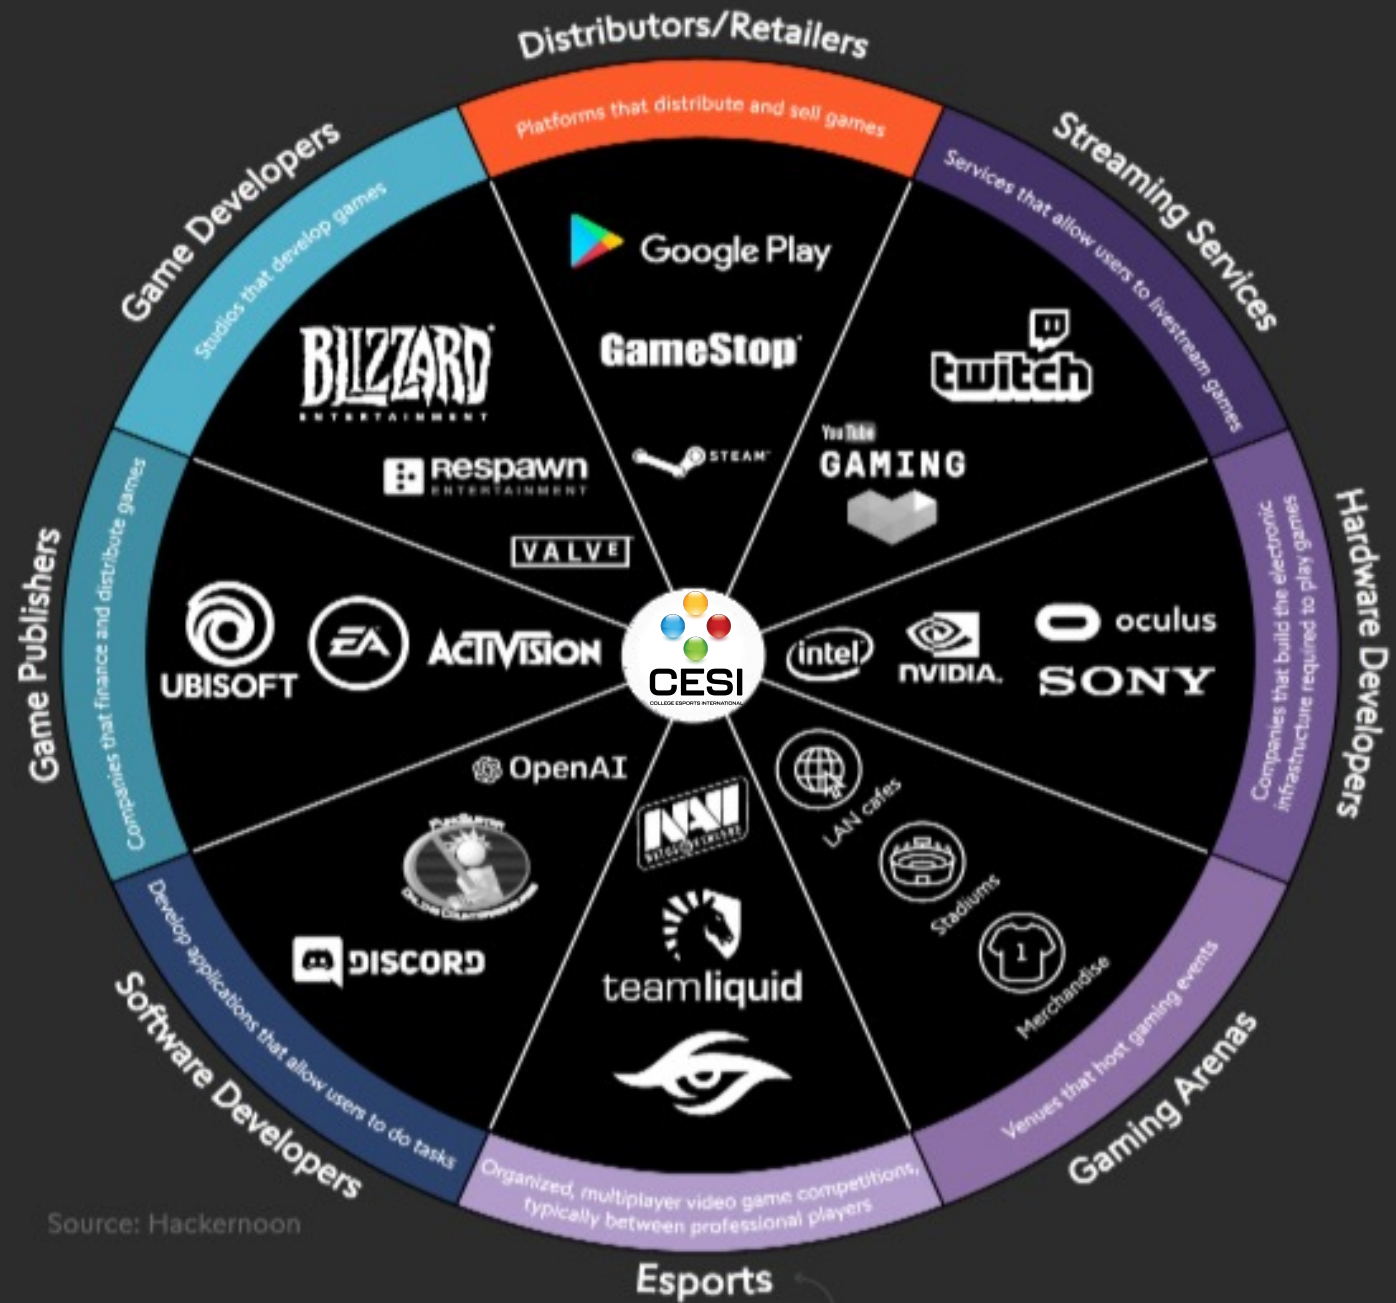 Distributors/Retailers
Platforms that distribute and sell games
Google Play
GameStop
STEAM
Streaming Services
Services that allow users to livestream games
twitch
YouTube
GAMING
Hardware Developers
Companies that build the electronic
infrastructure required to play games
intel
NVIDIA.
oculus
SONY
Gaming Arenas
Venues that host gaming events
LAN cafes
Stadiums
1
Merchandise
Esports
Organized, multiplayer video game competitions,
typically between professional players
NAVI
NATUS VINCERE
teamliquid
Software Developers
Develop applications that allow users to do tasks
OpenAI
DISCORD
Game Publishers
Companies that finance and distribute games
UBISOFT
EA
ACTIVISION
Game Developers
Studios that develop games
BLIZZARD
ENTERTAINMENT
RESPAWN
ENTERTAINMENT
VALVE
CESI
COLLEGE ESPORTS INTERNATIONAL
Source: Hackernoon